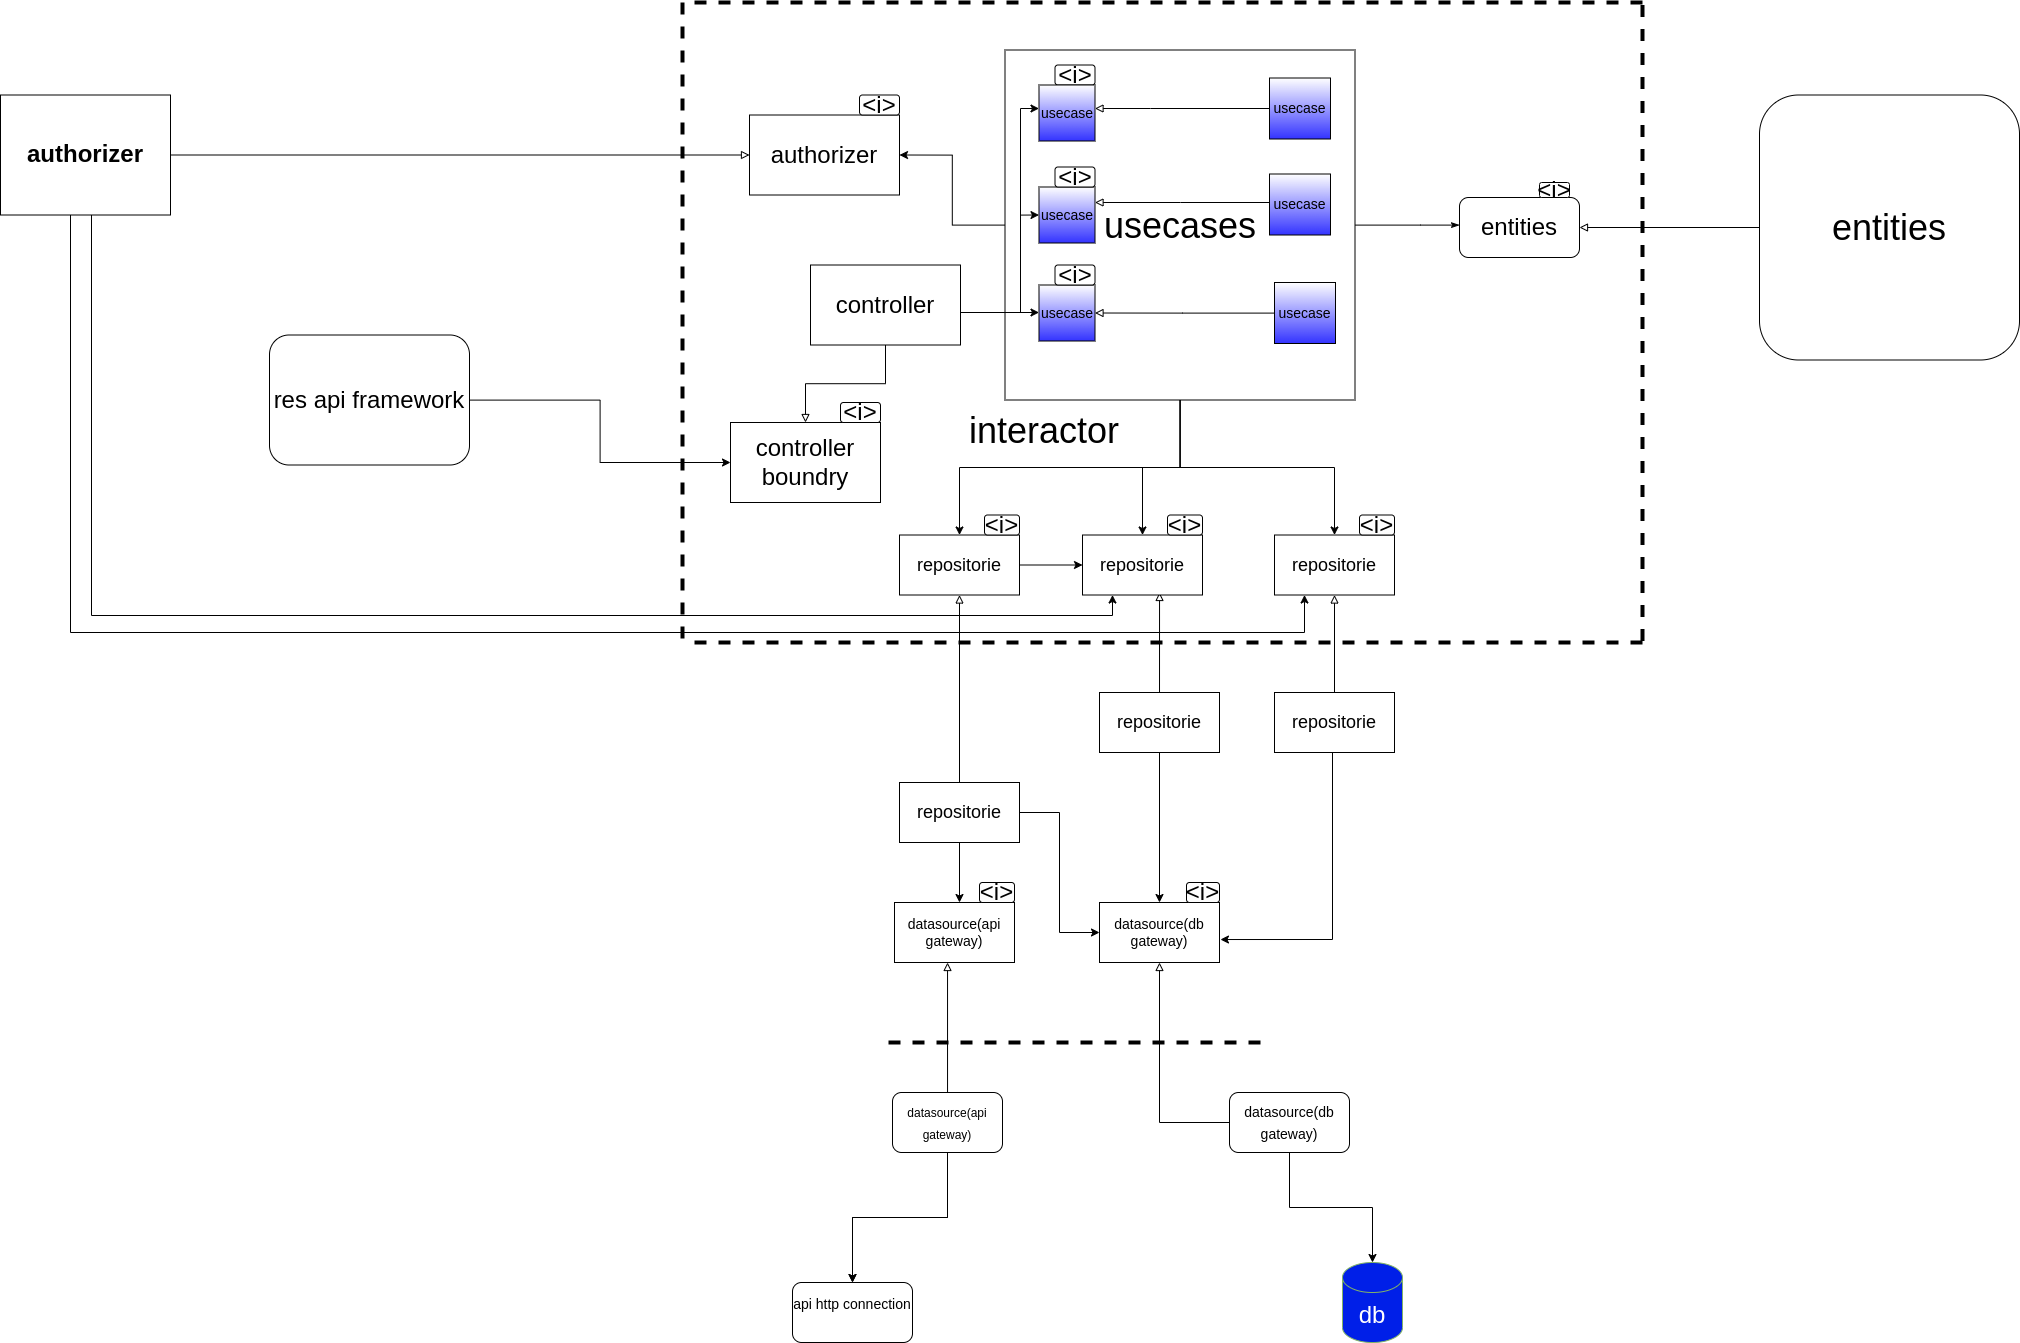 <i>
usecase
usecase
<i>
authorizer
authorizer
<i>
usecase
usecase
usecases
<i>
entities
entities
<i>
usecase
usecase
controller
res api framework
<i>
controller
boundry
interactor
<i>
repositorie
<i>
repositorie
<i>
repositorie
repositorie
repositorie
repositorie
<i>
datasource(api
gateway)
<i>
datasource(db
gateway)
datasource(api
gateway)
datasource(db
gateway)
api http connection
db